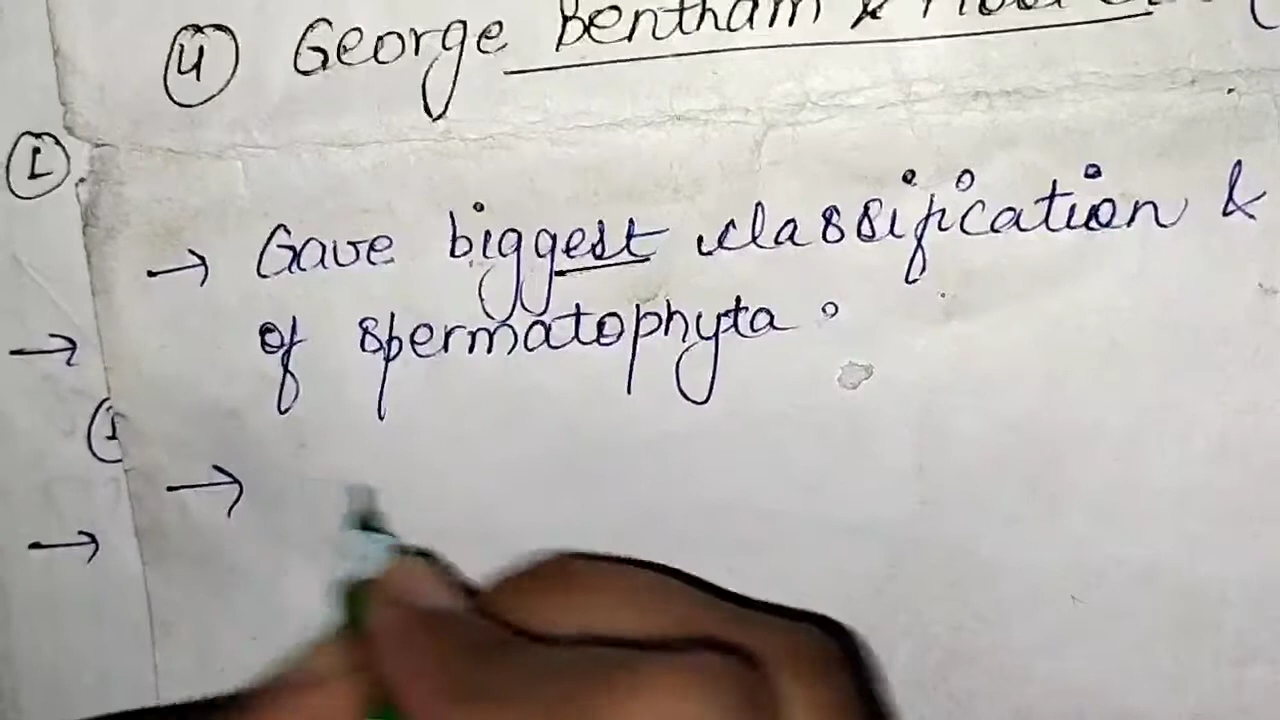 4 George Bentham &
→ Gave biggest classification &
of spermatophyta.
→